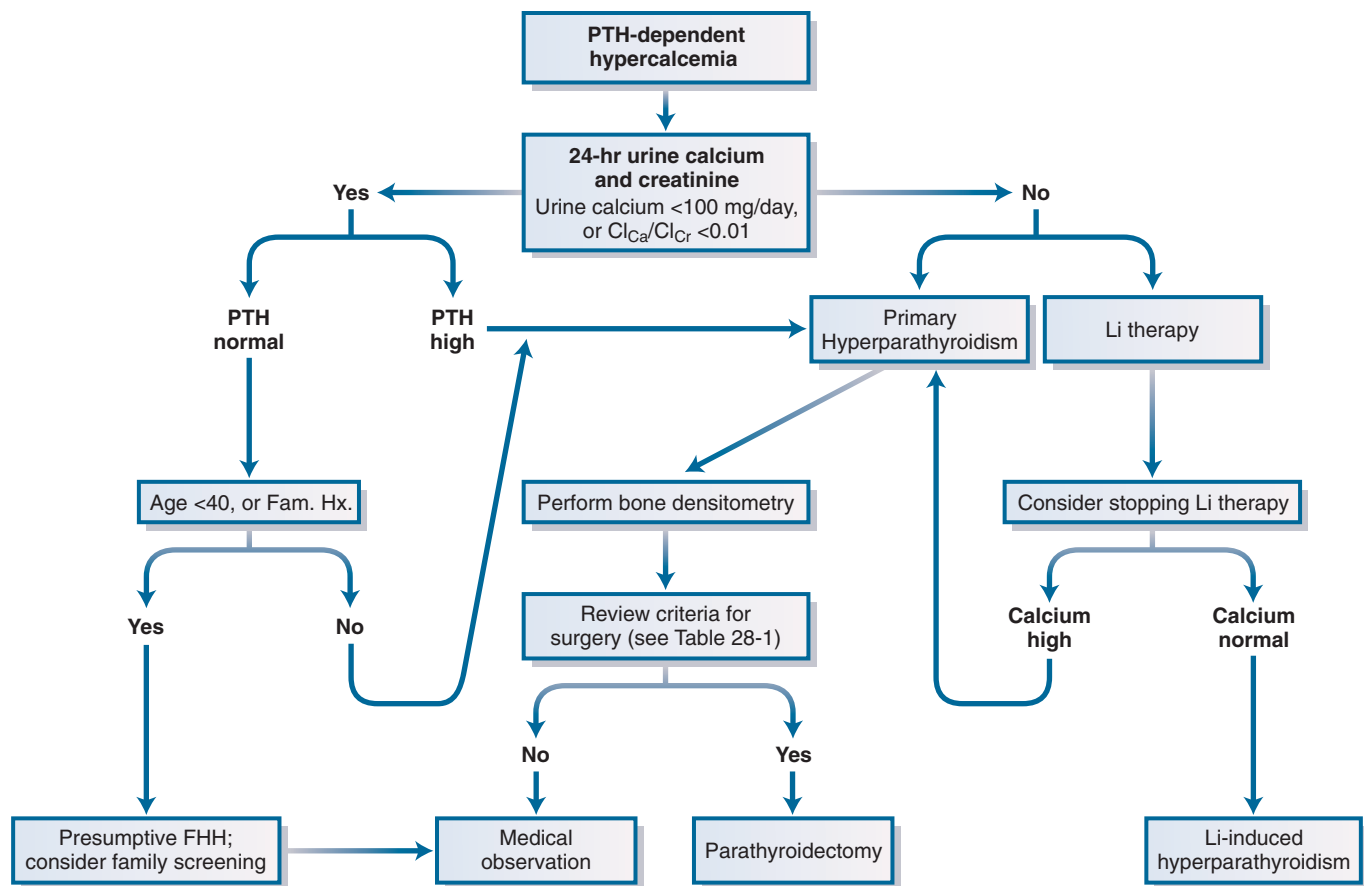 PTH-dependent
hypercalcemia
24-hr urine calcium
and creatinine
Urine calcium <100 mg/day,
or ClCa/ClCr <0.01
Yes
No
PTH
normal
PTH
high
Primary
Hyperparathyroidism
Li therapy
Age <40, or Fam. Hx.
Perform bone densitometry
Consider stopping Li therapy
Yes
No
Review criteria for
surgery (see Table 28-1)
Calcium
high
Calcium
normal
No
Yes
Presumptive FHH;
consider family screening
Medical
observation
Parathyroidectomy
Li-induced
hyperparathyroidism